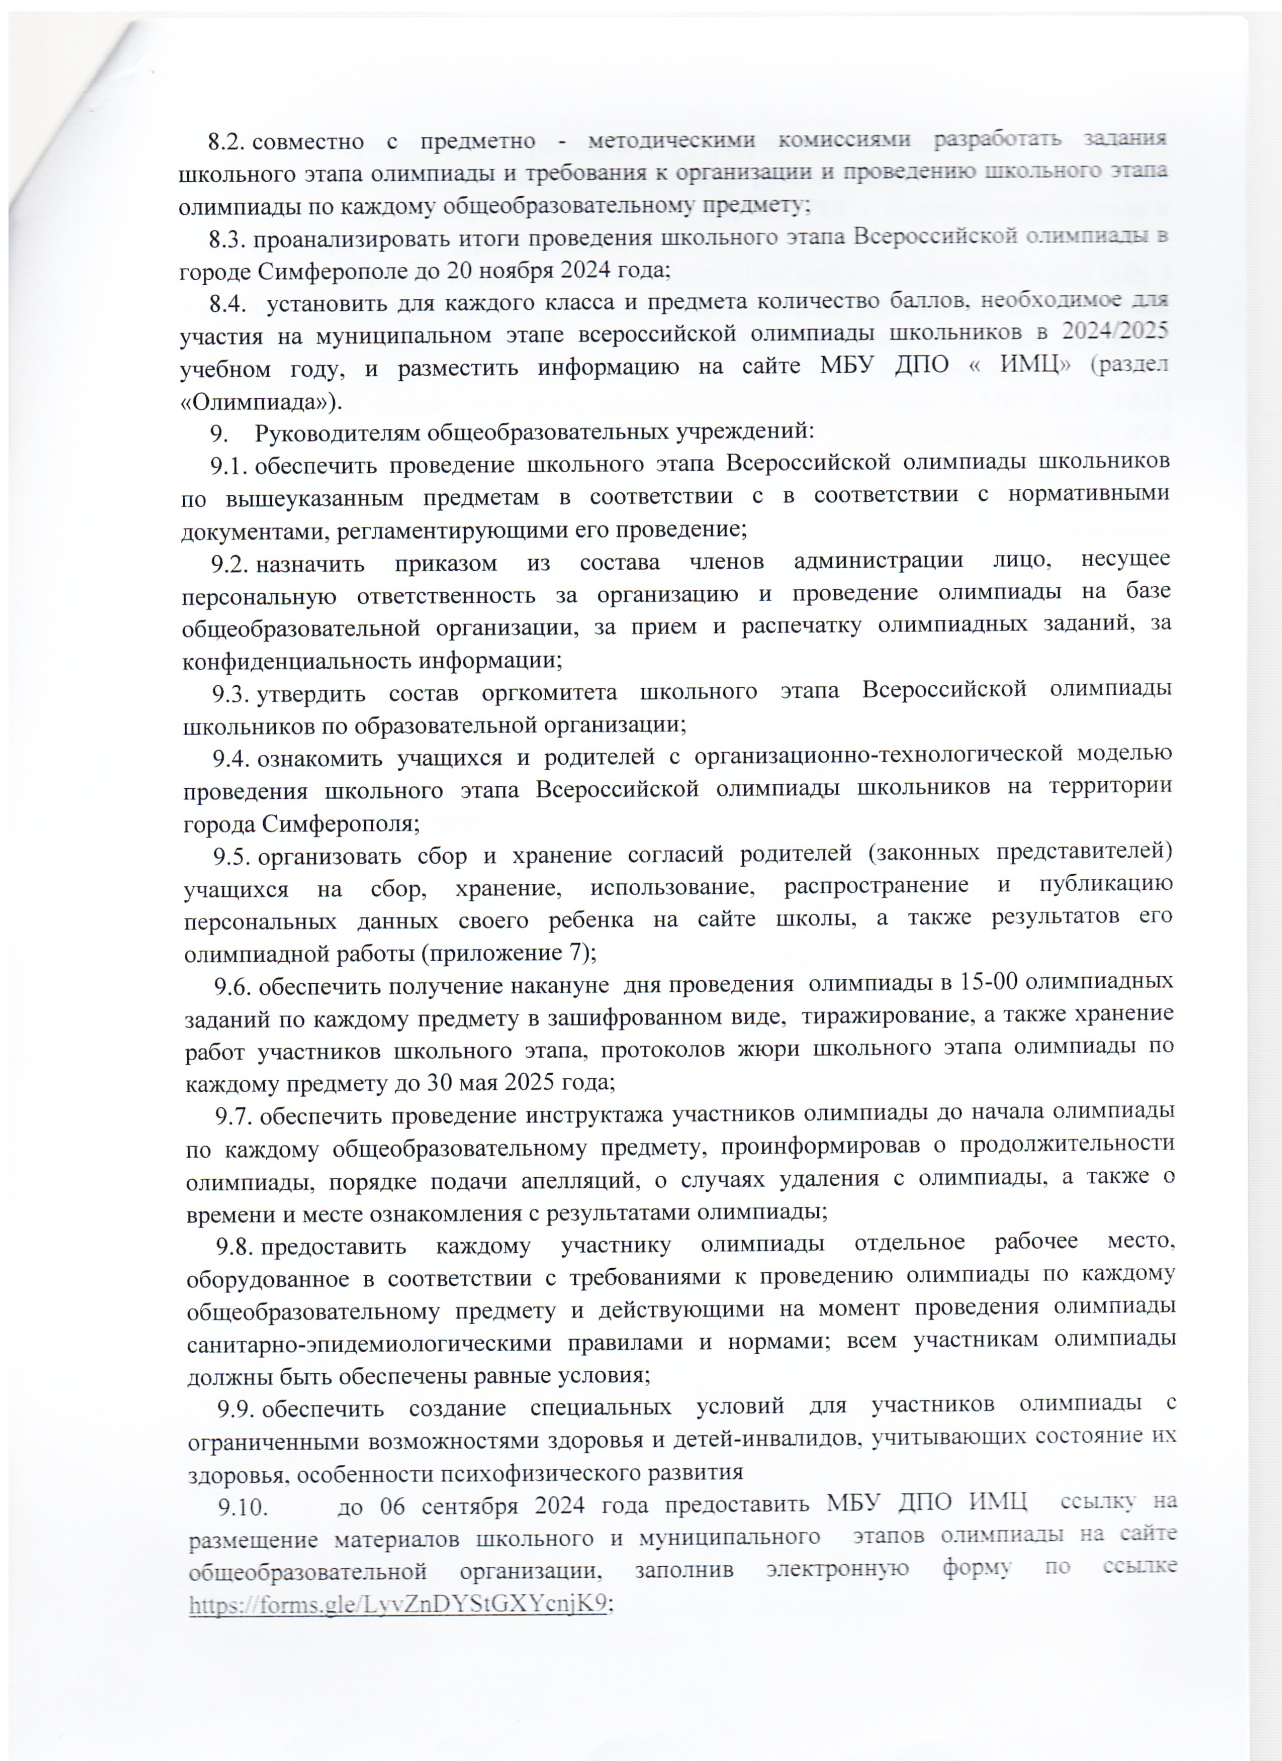 8.2. совместно с предметно - методическими комиссиями разработать задания
школьного этапа олимпиады и требования к организации и проведению школьного этапа
олимпиады по каждому общеобразовательному предмету;
8.3. проанализировать итоги проведения школьного этапа Всероссийской олимпиады в
городе Симферополе до 20 ноября 2024 года;
8.4. установить для каждого класса и предмета количество баллов, необходимое для
участия на муниципальном этапе всероссийской олимпиады школьников в 2024/2025
учебном году, и разместить информацию на сайте МБУ ДПО « ИМЦ» (раздел
«Олимпиада»).
9. Руководителям общеобразовательных учреждений:
9.1. обеспечить проведение школьного этапа Всероссийской олимпиады школьников
по вышеуказанным предметам в соответствии с в соответствии с нормативными
документами, регламентирующими его проведение;
9.2. назначить приказом из состава членов администрации лицо, несущее
персональную ответственность за организацию и проведение олимпиады на базе
общеобразовательной организации, за прием и распечатку олимпиадных заданий, за
конфиденциальность информации;
9.3. утвердить состав оргкомитета школьного этапа Всероссийской олимпиады
школьников по образовательной организации;
9.4. ознакомить учащихся и родителей с организационно-технологической моделью
проведения школьного этапа Всероссийской олимпиады школьников на территории
города Симферополя;
9.5. организовать сбор и хранение согласий родителей (законных представителей)
учащихся на сбор, хранение, использование, распространение и публикацию
персональных данных своего ребенка на сайте школы, а также результатов его
олимпиадной работы (приложение 7);
9.6. обеспечить получение накануне дня проведения олимпиады в 15-00 олимпиадных
заданий по каждому предмету в зашифрованном виде, тиражирование, а также хранение
работ участников школьного этапа, протоколов жюри школьного этапа олимпиады по
каждому предмету до 30 мая 2025 года;
9.7. обеспечить проведение инструктажа участников олимпиады до начала олимпиады
по каждому общеобразовательному предмету, проинформировав о продолжительности
олимпиады, порядке подачи апелляций, о случаях удаления с олимпиады, а также о
времени и месте ознакомления с результатами олимпиады;
9.8. предоставить каждому участнику олимпиады отдельное рабочее место,
оборудованное в соответствии с требованиями к проведению олимпиады по каждому
общеобразовательному предмету и действующими на момент проведения олимпиады
санитарно-эпидемиологическими правилами и нормами; всем участникам олимпиады
должны быть обеспечены равные условия;
9.9. обеспечить создание специальных условий для участников олимпиады с
ограниченными возможностями здоровья и детей-инвалидов, учитывающих состояние их
здоровья, особенности психофизического развития
9.10. до 06 сентября 2024 года предоставить МБУ ДПО ИМЦ ссылку на
размещение материалов школьного и муниципального этапов олимпиады на сайте
общеобразовательной организации, заполнив электронную форму по ссылке
https://forms.gle/LyvZnDYStGXYcnjK9;